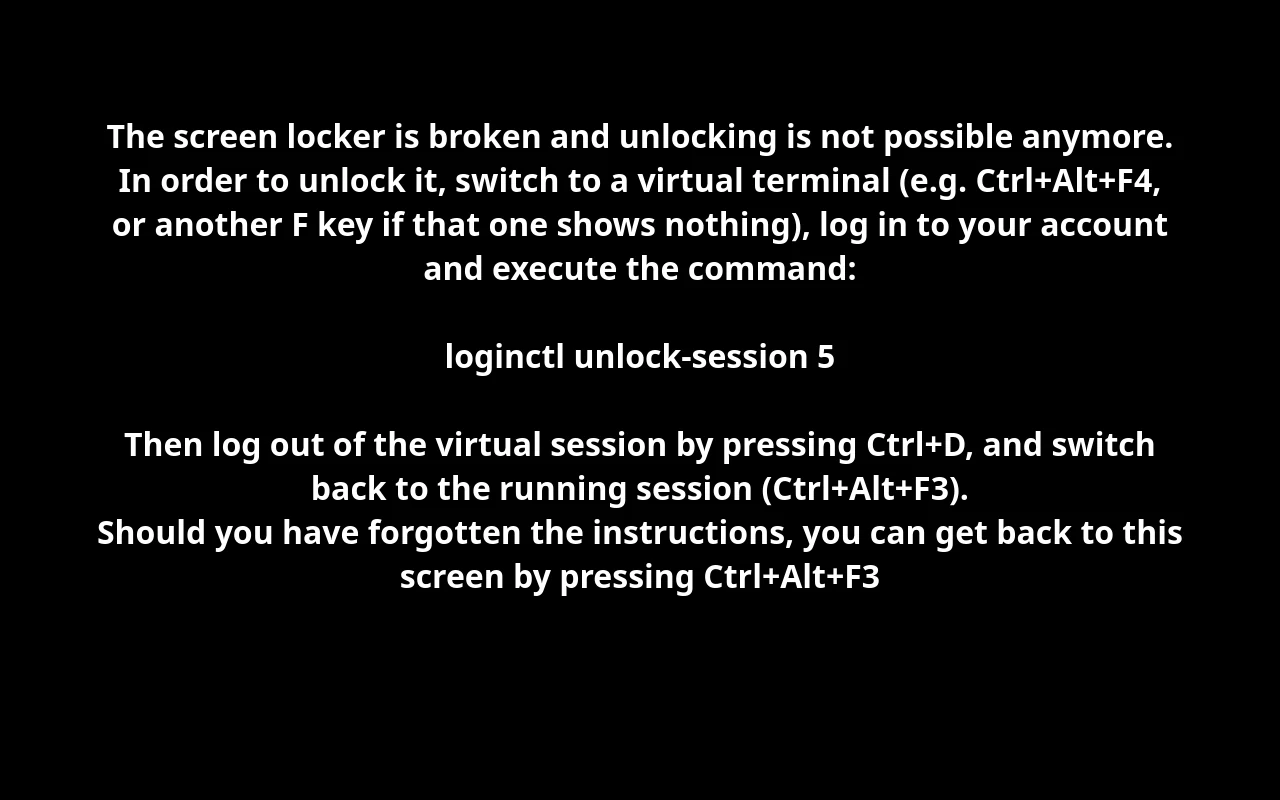 The screen locker is broken and unlocking is not possible anymore.
In order to unlock it, switch to a virtual terminal (e.g. Ctrl+Alt+F4,
or another F key if that one shows nothing), log in to your account
and execute the command:
loginctl unlock-session 5
Then log out of the virtual session by pressing Ctrl+D, and switch
back to the running session (Ctrl+Alt+F3).
Should you have forgotten the instructions, you can get back to this
screen by pressing Ctrl+Alt+F3